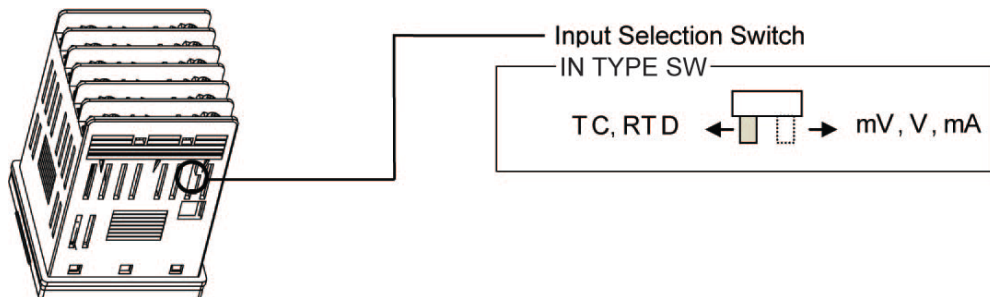 Input Selection Switch
IN TYPE SW
TC, RTD mV, V, mA